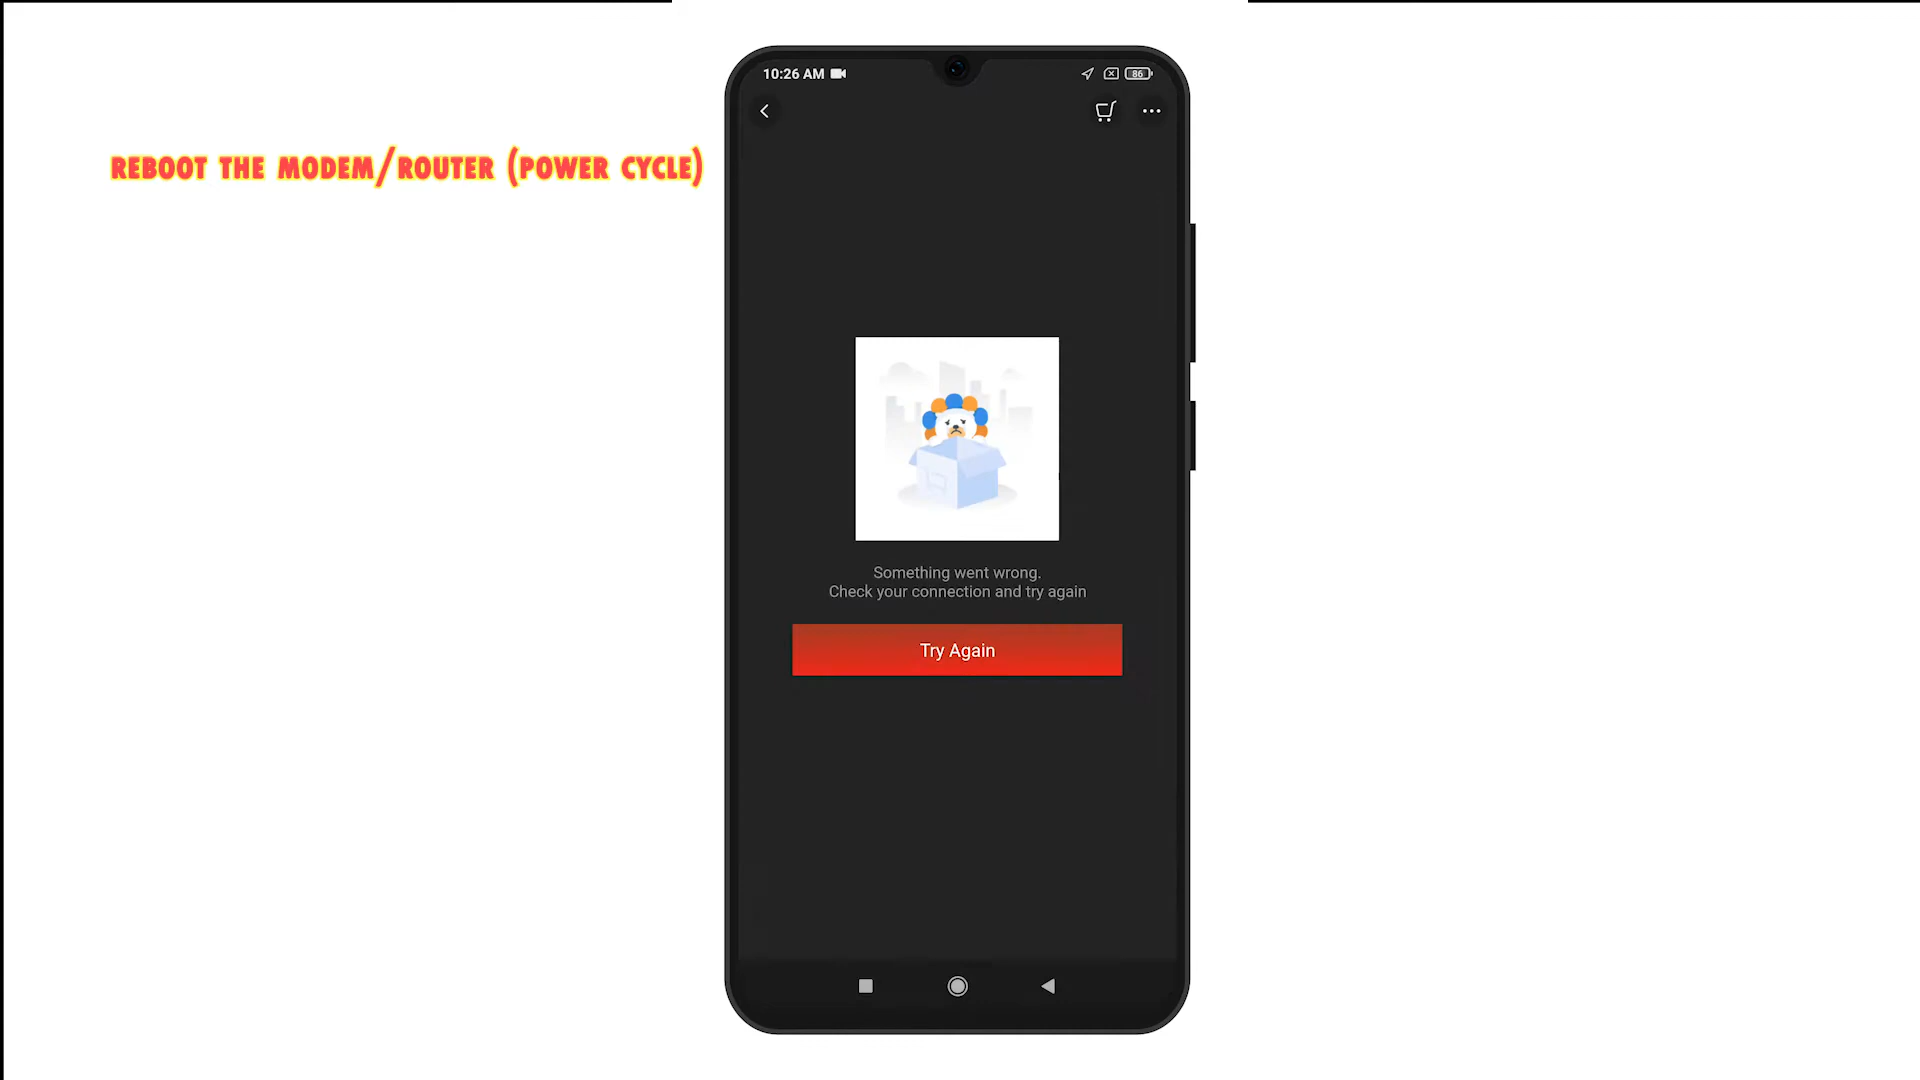 10:26 AM
86
REBOOT THE MODEM/ROUTER (POWER CYCLE)
Something went wrong.
Check your connection and try again
Try Again